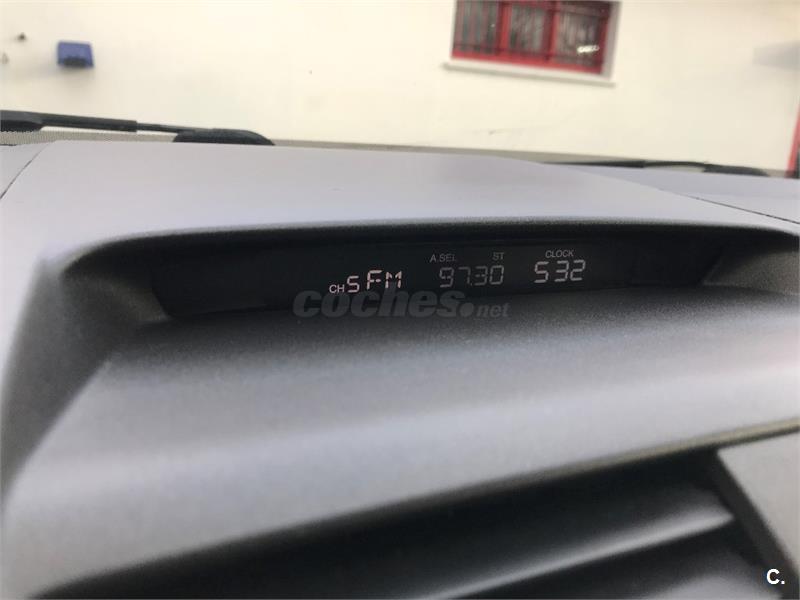 A.SEL ST CLOCK
CH 5 FM 97.30 5 32
coches.net
C.